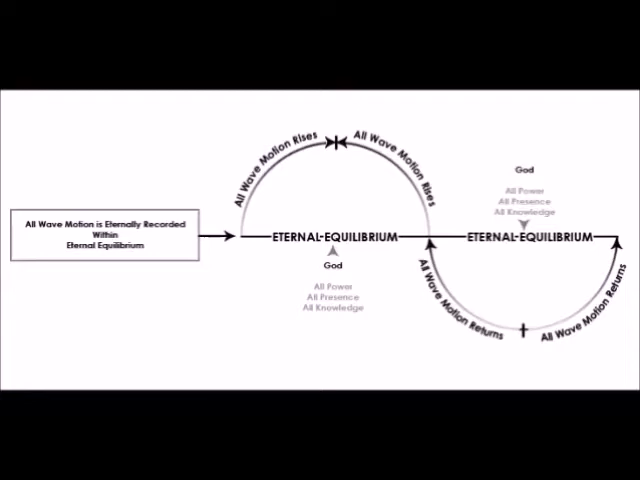 All Wave Motion Rises
All Wave Motion Rises
God
All Power
All Presence
All Knowledge
All Wave Motion is Eternally Recorded
Within
Eternal Equilibrium
ETERNAL-EQUILIBRIUM
ETERNAL-EQUILIBRIUM
God
All Power
All Presence
All Knowledge
All Wave Motion Returns
All Wave Motion Returns